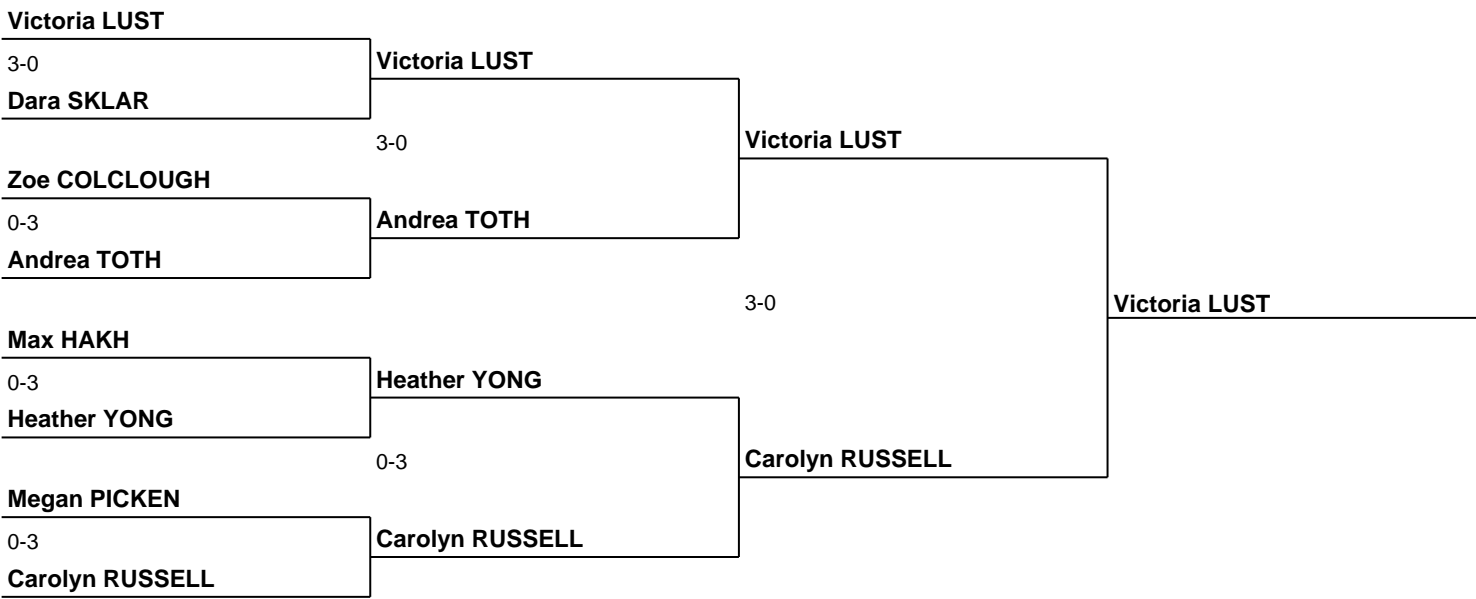 Victoria LUST
3-0
Victoria LUST
Dara SKLAR
3-0
Victoria LUST
Zoe COLCLOUGH
0-3
Andrea TOTH
Andrea TOTH
3-0
Victoria LUST
Max HAKH
0-3
Heather YONG
Heather YONG
0-3
Carolyn RUSSELL
Megan PICKEN
0-3
Carolyn RUSSELL
Carolyn RUSSELL